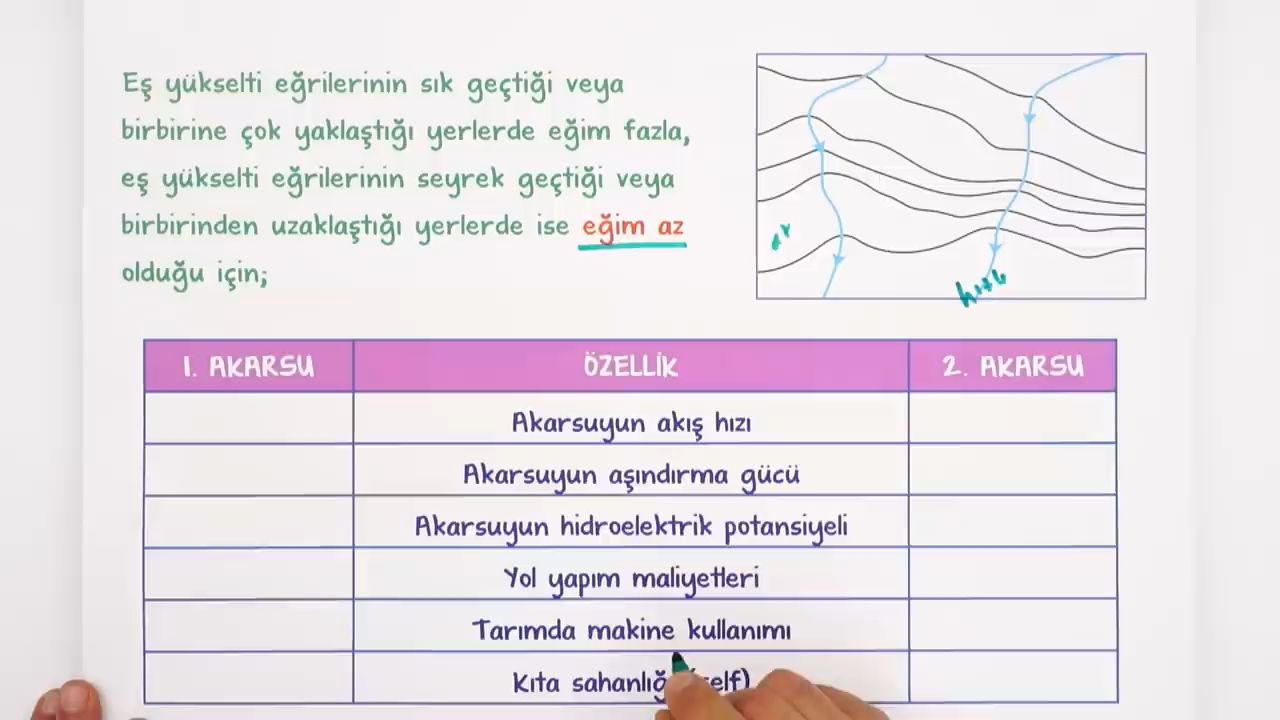 Eş yükselti eğrilerinin sık geçtiği veya
birbirine çok yaklaştığı yerlerde eğim fazla,
eş yükselti eğrilerinin seyrek geçtiği veya
birbirinden uzaklaştığı yerlerde ise eğim az
olduğu için;
1. AKARSU ÖZELLİK 2. AKARSU
Akarsuyun akış hızı
Akarsuyun aşındırma gücü
Akarsuyun hidroelektrik potansiyeli
Yol yapım maliyetleri
Tarımda makine kullanımı
Kıta